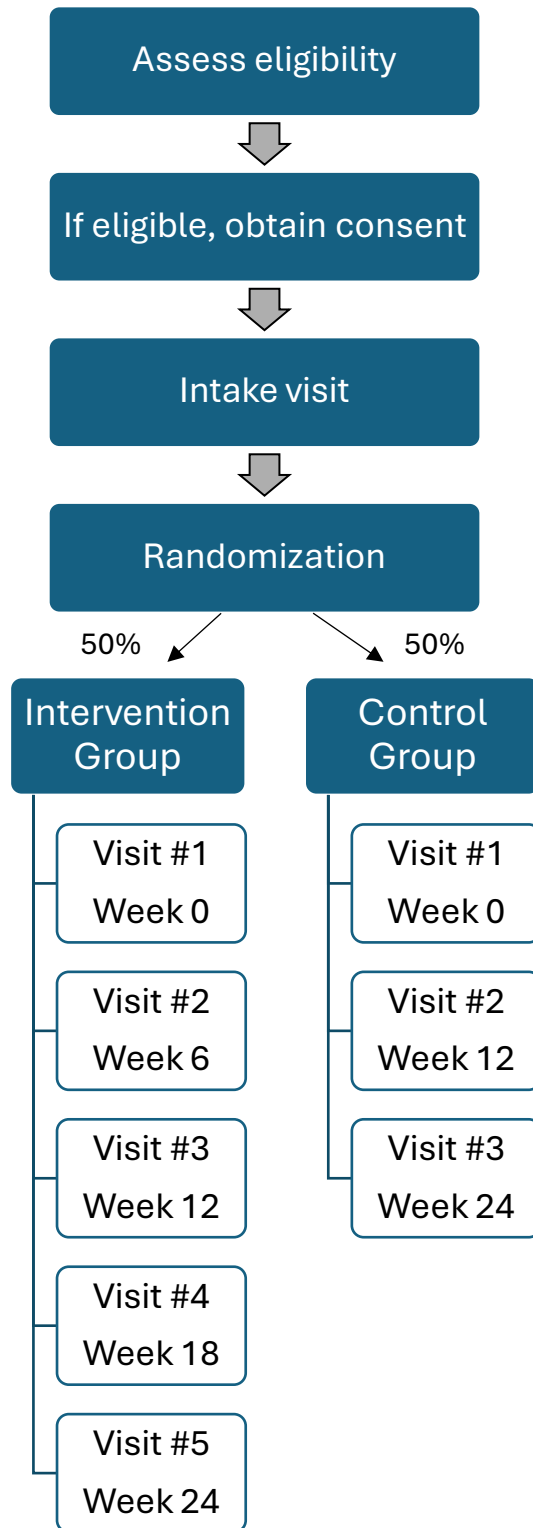 Assess eligibility
If eligible, obtain consent
Intake visit
Randomization
50%
50%
Intervention
Group
Visit #1
Week 0
Visit #2
Week 6
Visit #3
Week 12
Visit #4
Week 18
Visit #5
Week 24
Control
Group
Visit #1
Week 0
Visit #2
Week 12
Visit #3
Week 24